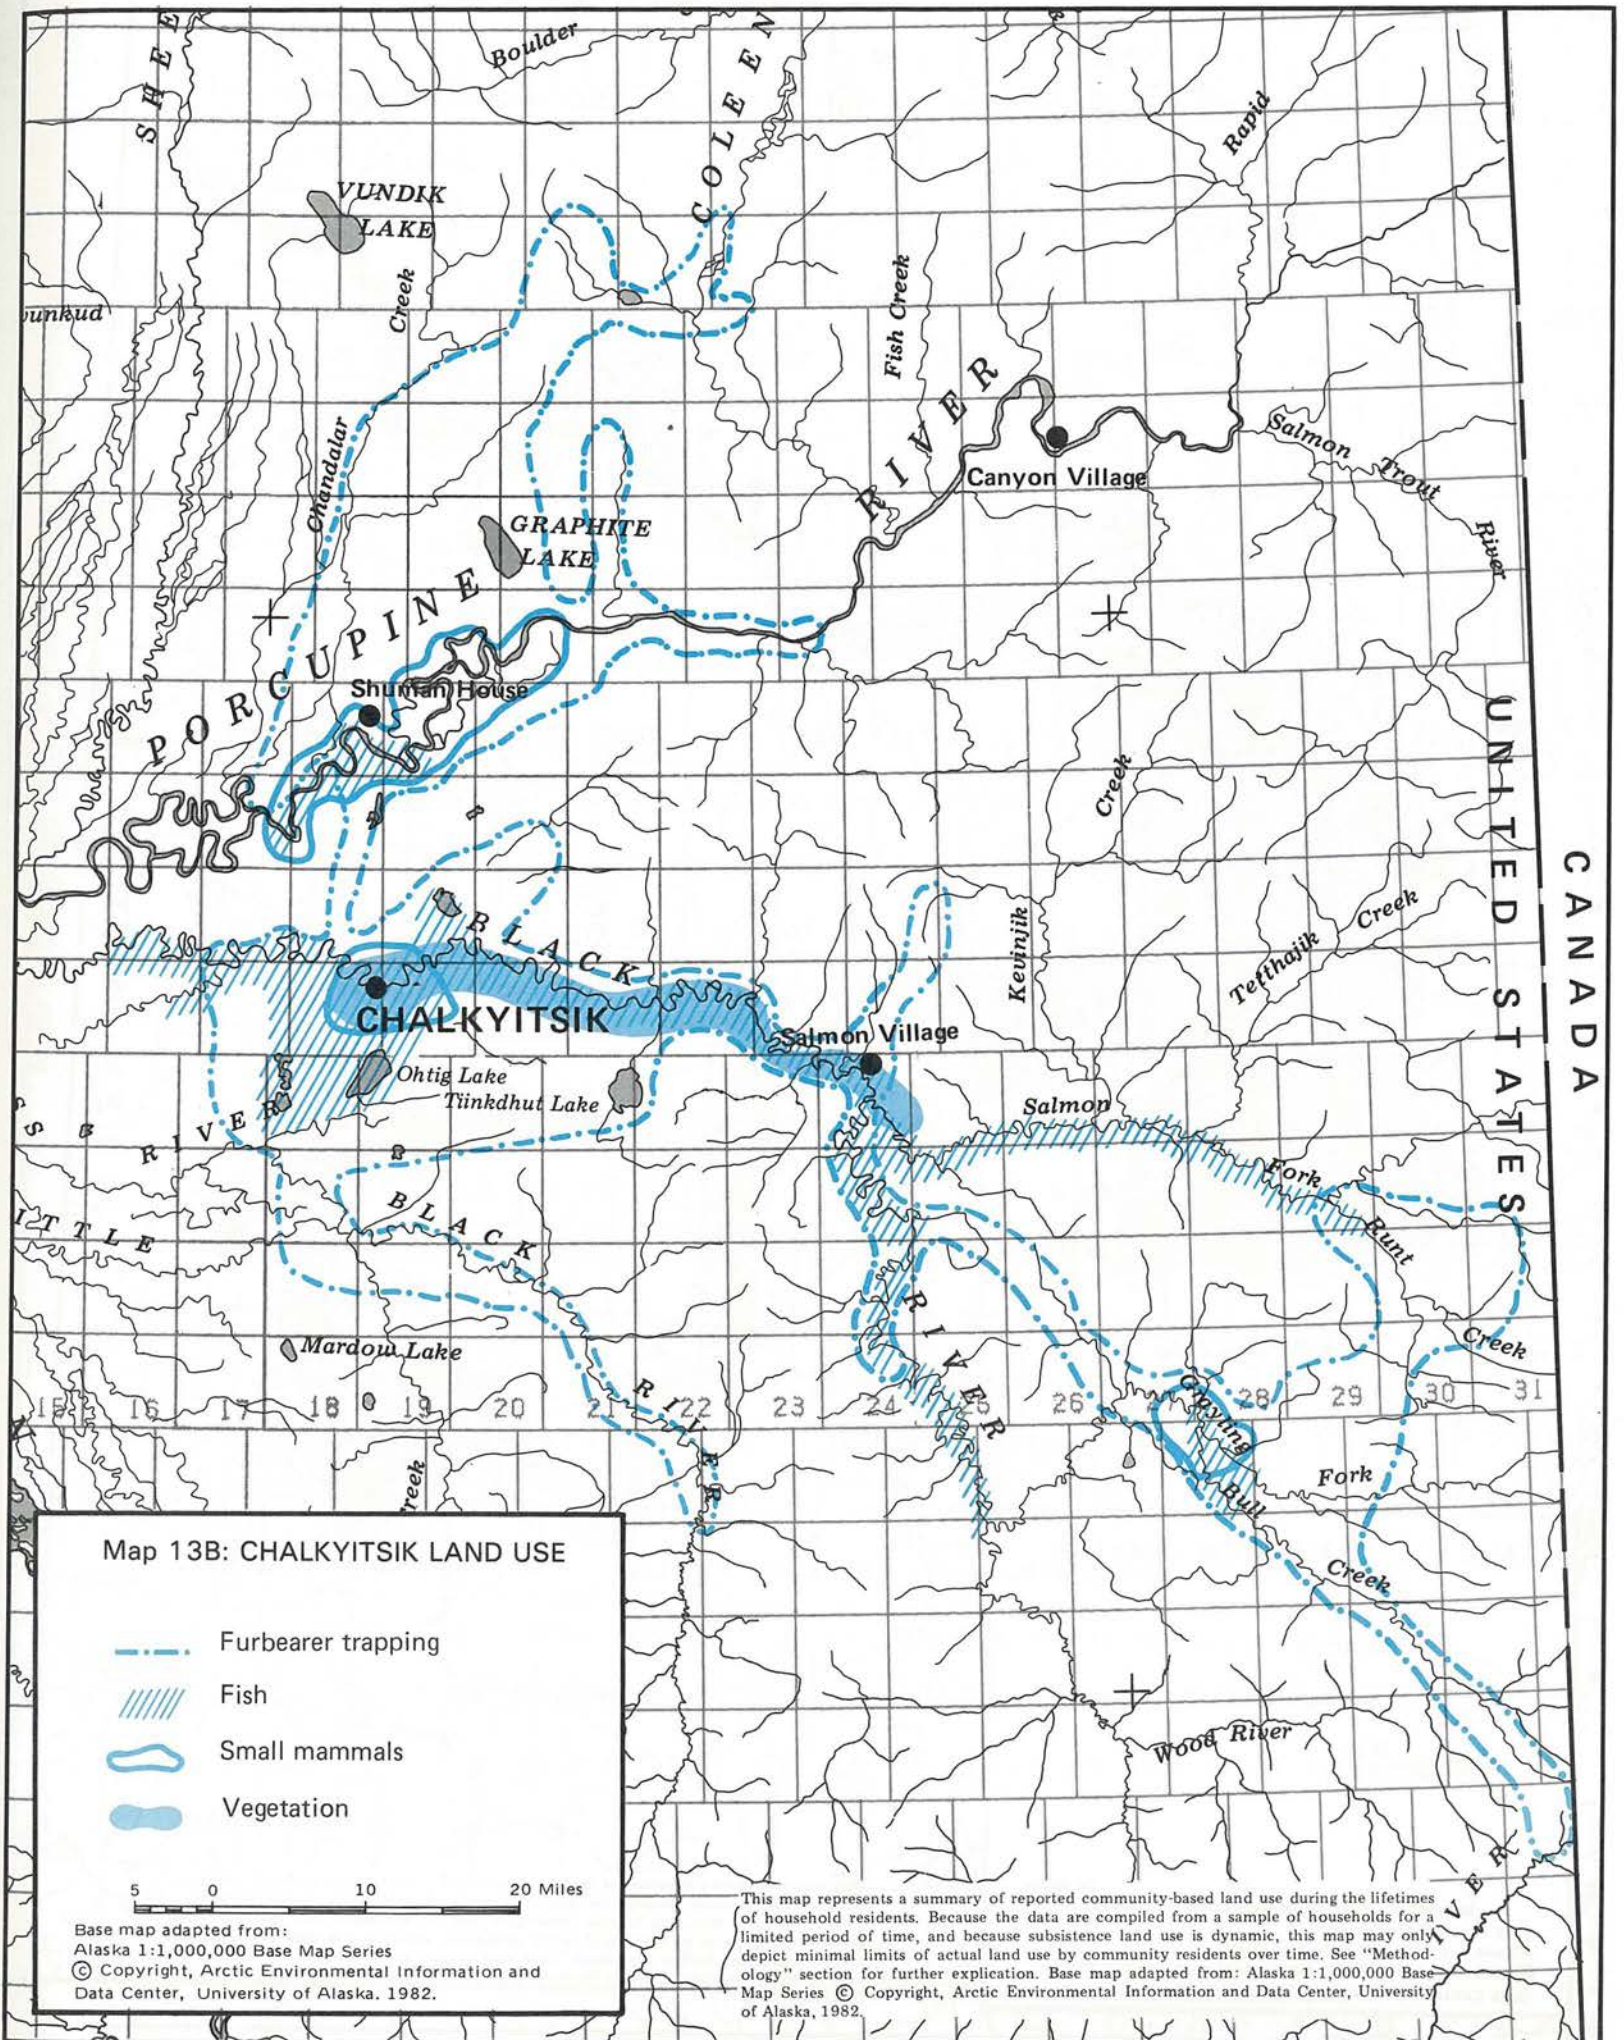 Boulder
SHEE
COLEEN
Rapid
VUNDIK
LAKE
Creek
Fish Creek
unkud
RIVER
Salmon
Trout
River
Canyon Village
Chandalar
GRAPHITE
LAKE
PORCUPINE
Shuman House
UNITED STATES
CANADA
Creek
BLACK
Kevinjik
Creek
Tetthajik
CHALKYITSIK
Salmon Village
Ohtig Lake
Tiinkdhut Lake
RIVER
Salmon
Fork
Runt
Creek
BLACK
ITTLE
RIVER
Mardow Lake
RIVER
15 16 17 18 19 20 21 22 23 24 25 26 27 28 29 30 31
Grayling
Fork
Bull
Creek
reek
Wood River
IVER
Map 13B: CHALKYITSIK LAND USE
Furbearer trapping
Fish
Small mammals
Vegetation
5 0 10 20 Miles
Base map adapted from:
Alaska 1:1,000,000 Base Map Series
© Copyright, Arctic Environmental Information and
Data Center, University of Alaska. 1982.
This map represents a summary of reported community-based land use during the lifetimes
of household residents. Because the data are compiled from a sample of households for a
limited period of time, and because subsistence land use is dynamic, this map may only
depict minimal limits of actual land use by community residents over time. See “Method-
ology” section for further explication. Base map adapted from: Alaska 1:1,000,000 Base
Map Series © Copyright, Arctic Environmental Information and Data Center, University
of Alaska, 1982.